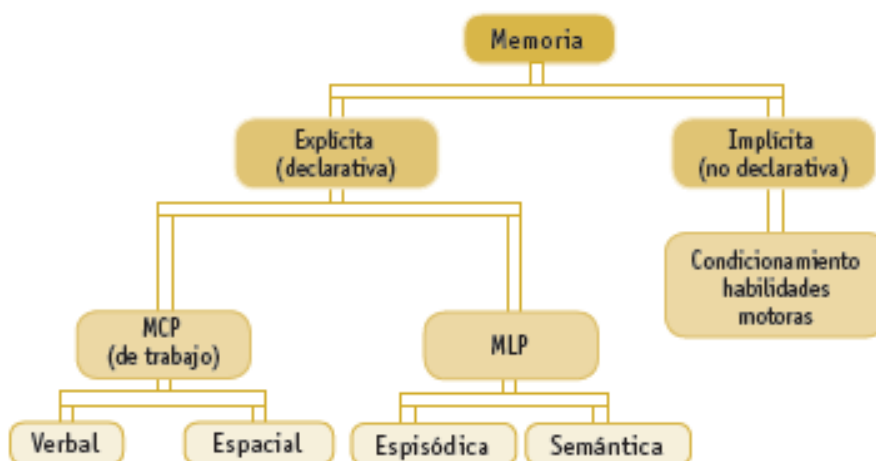 Memoria
Explícita
(declarativa)
Implícita
(no declarativa)
Condicionamiento
habilidades
motoras
MCP
(de trabajo)
MLP
Verbal
Espacial
Espisódica
Semántica